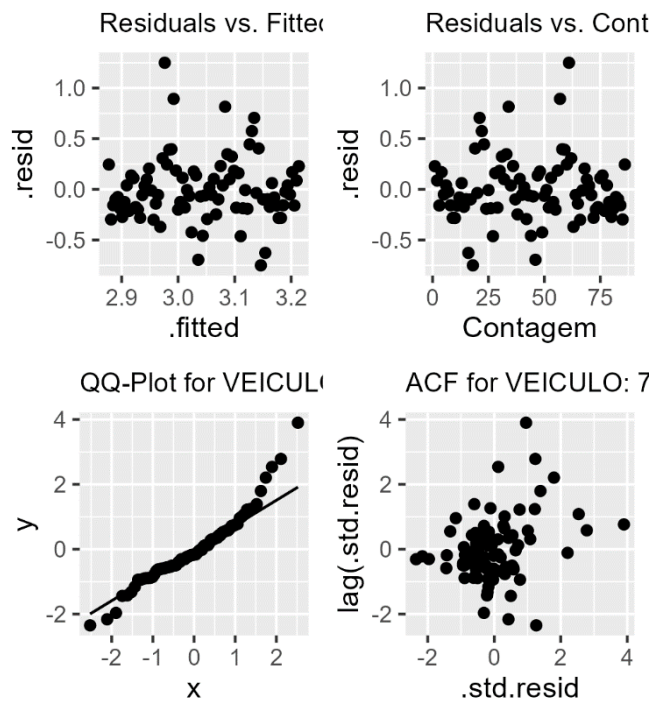 Residuals vs. Fitte
Residuals vs. Cont
.resid
1.0
0.5
0.0
-0.5
2.9 3.0 3.1 3.2
.fitted
.resid
1.0
0.5
0.0
-0.5
0 25 50 75
Contagem
QQ-Plot for VEICUL
ACF for VEICULO: 7
y
4
2
0
-2
-2 -1 0 1 2
x
lag(.std.resid)
4
2
0
-2
-2 0 2 4
.std.resid